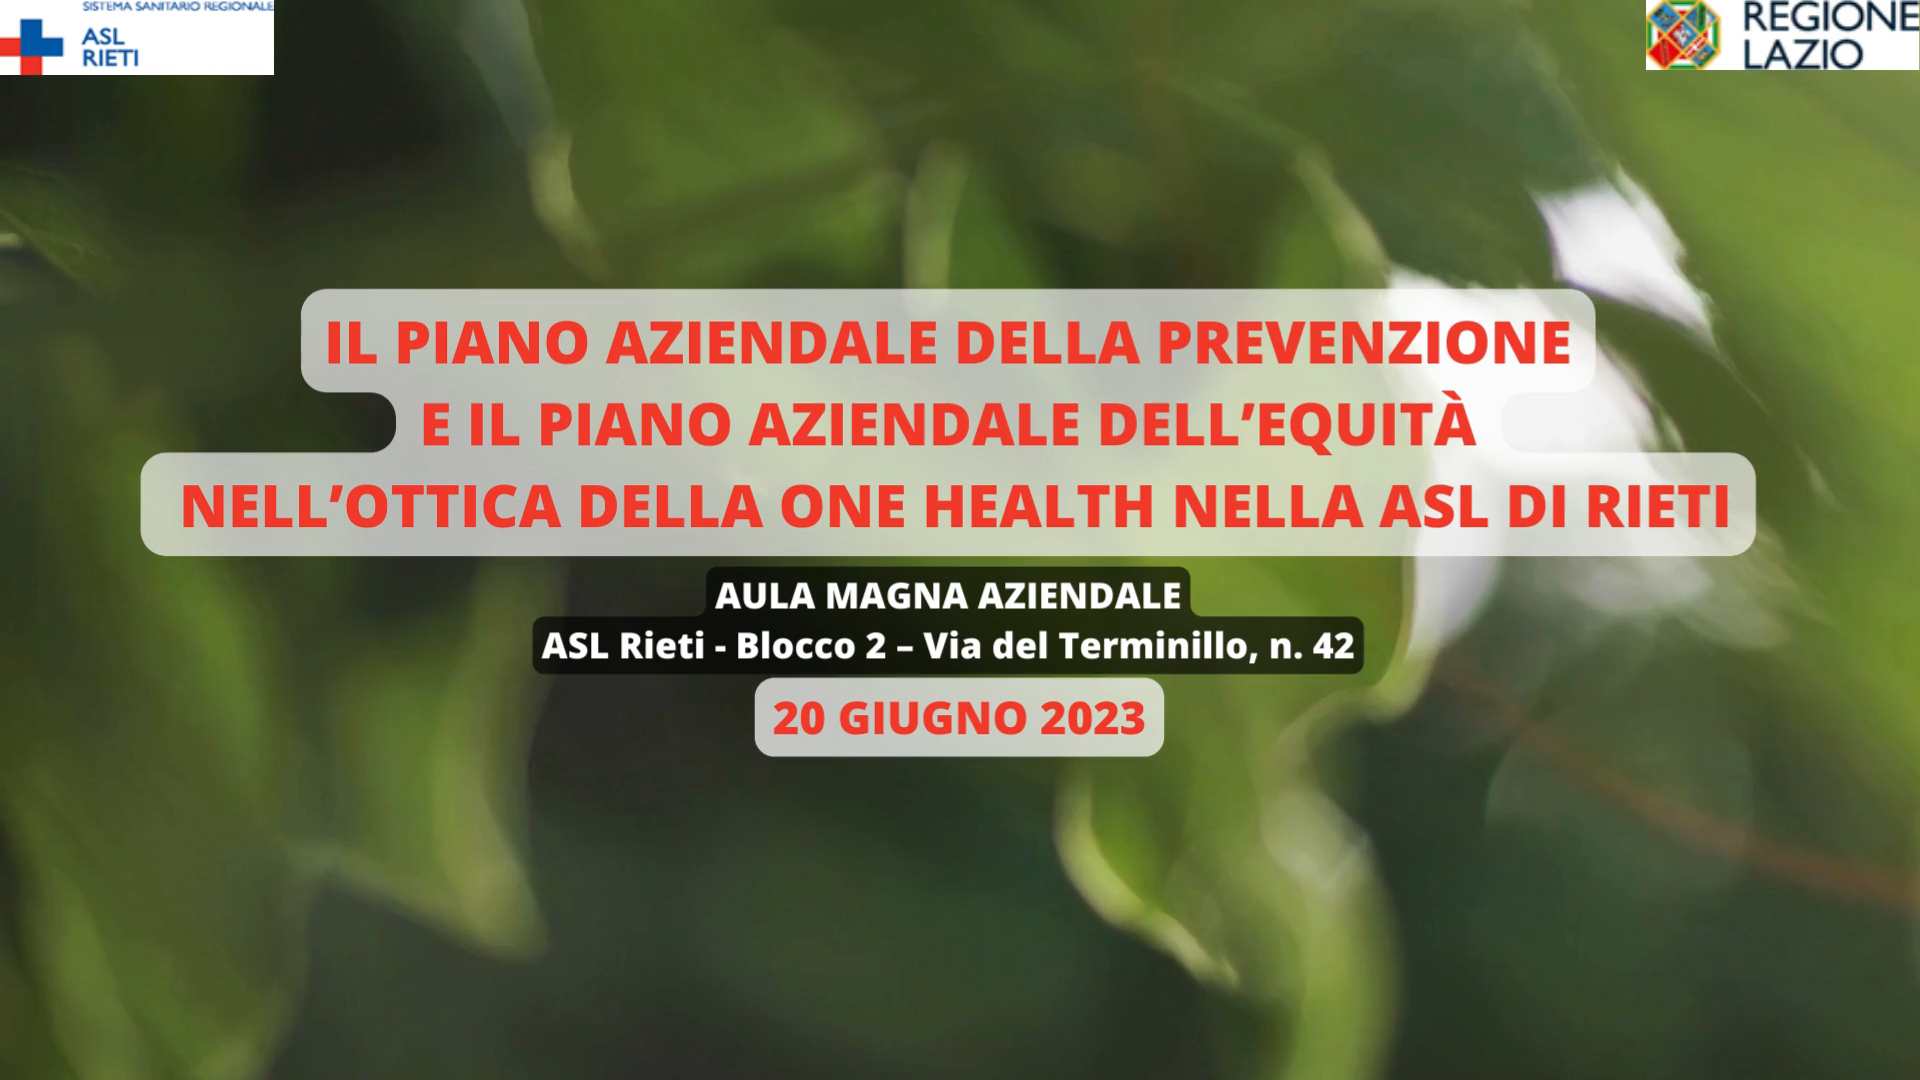 SISTEMA SANITARIO REGIONALE
ASL
RIETI
REGIONE
LAZIO
IL PIANO AZIENDALE DELLA PREVENZIONE
E IL PIANO AZIENDALE DELL’EQUITÀ
NELL’OTTICA DELLA ONE HEALTH NELLA ASL DI RIETI
AULA MAGNA AZIENDALE
ASL Rieti - Blocco 2 – Via del Terminillo, n. 42
20 GIUGNO 2023